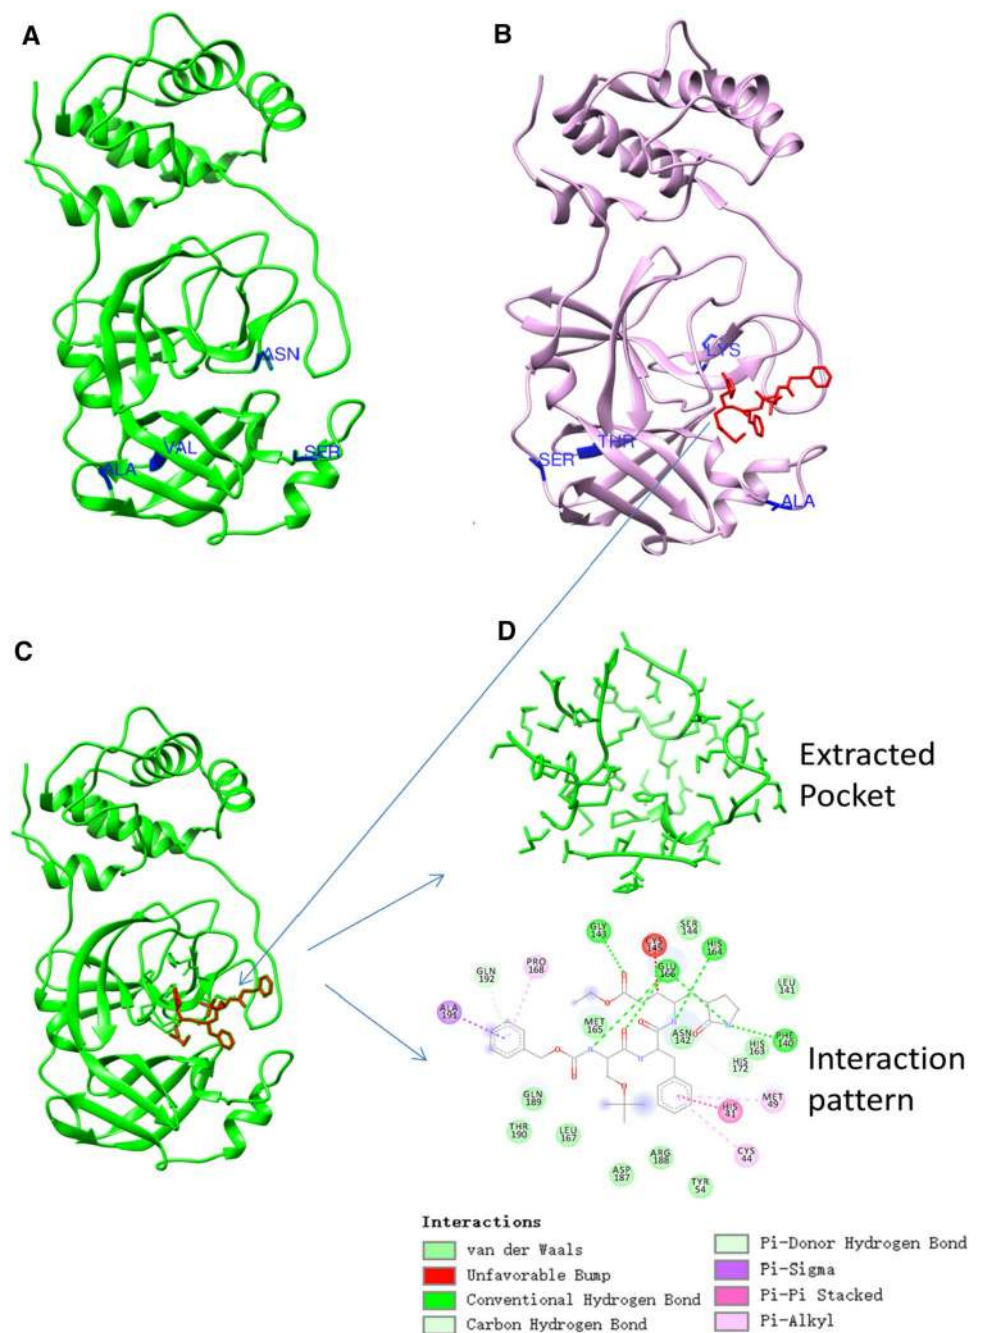 A
B
ASN
LYS
VAL
SER
ALA
THR
SER
ALA
C
D
Extracted
Pocket
GLY
143
CYS
145
SER
144
HIS
164
GLU
166
PRO
168
GLN
192
LEU
141
ALA
191
MET
165
ASN
142
PHE
140
HIS
163
HIS
172
Interaction
pattern
GLN
189
MET
49
HIS
41
THR
190
LEU
167
CYS
44
ARG
188
ASP
187
TYR
54
Interactions
van der Waals
Unfavorable Bump
Conventional Hydrogen Bond
Carbon Hydrogen Bond
Pi-Donor Hydrogen Bond
Pi-Sigma
Pi-Pi Stacked
Pi-Alkyl